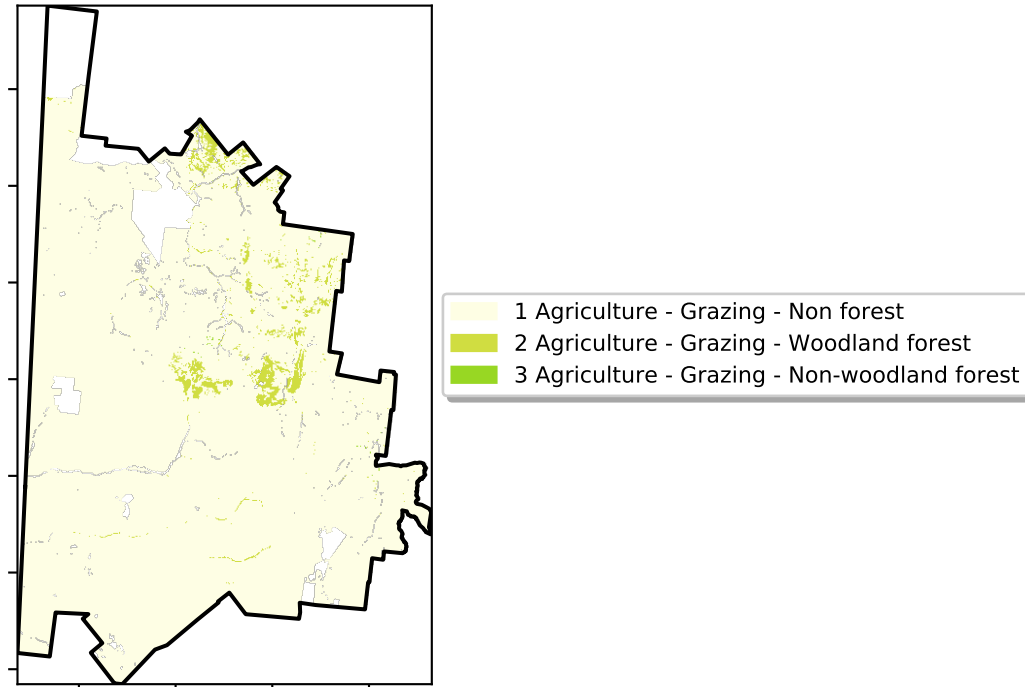 1 Agriculture - Grazing - Non forest
2 Agriculture - Grazing - Woodland forest
3 Agriculture - Grazing - Non-woodland forest